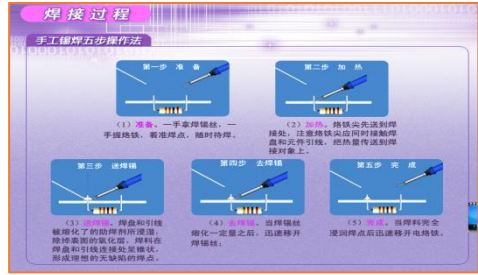 焊接过程
手工锡焊五步操作法
第一步 准 备
第二步 加 热
（1）准备。一手拿焊锡丝，一
手握烙铁，看准焊点，随时待焊。
（2）加热。烙铁尖先送到焊
接处，注意烙铁尖应同时接触焊
盘和元件引线，把热量传送到焊
接对象上。
第三步 送焊锡
第四步 去焊锡
第五步 完 成
（3）送焊锡。焊盘和引线
被熔化了的助焊剂所浸湿，
除掉表面的氧化层，焊料在
焊盘和引线连接处呈锥状，
形成理想的无缺陷的焊点。
（4）去焊锡。当焊锡丝
熔化一定量之后，迅速移开
焊锡丝；
（5）完成。当焊料完全
浸润焊点后迅速移开电烙铁。